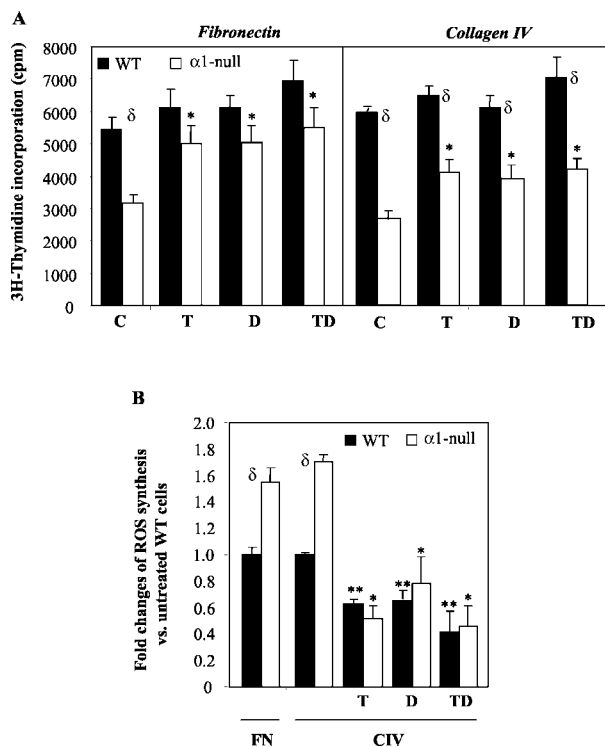 A
Fibronectin
Collagen IV
3H-Thymidine incorporation (cpm)
8000
7000
6000
5000
4000
3000
2000
1000
0
WT
α1-null
δ
*
*
*
δ
δ
*
δ
*
δ
*
C
T
D
TD
C
T
D
TD
B
Fold changes of ROS synthesis
vs. untreated WT cells
2.0
1.8
1.6
1.4
1.2
1.0
0.8
0.6
0.4
0.2
0
WT
α1-null
δ
δ
**
*
**
*
**
*
T
D
TD
FN
CIV